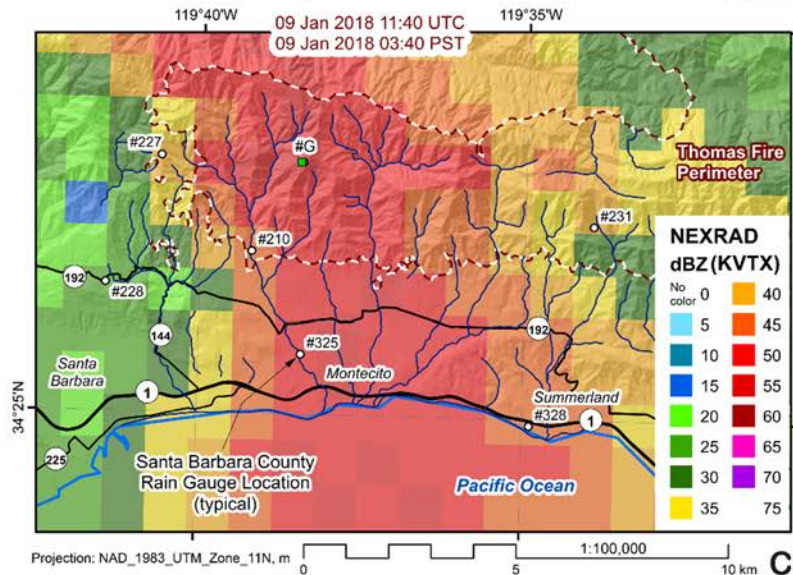 119°40'W
119°35'W
09 Jan 2018 11:40 UTC
09 Jan 2018 03:40 PST
#227
#G
Thomas Fire
Perimeter
#231
#210
192
#228
144
#325
192
Santa
Barbara
Montecito
Summerland
1
#328
1
34°25'N
225
Santa Barbara County
Rain Gauge Location
(typical)
Pacific Ocean
NEXRAD
dBZ (KVTX)
No
color 0
40
5
45
10
50
15
55
20
60
25
65
30
70
35
75
Projection: NAD_1983_UTM_Zone_11N, m
1:100,000
0
5
10 km
C